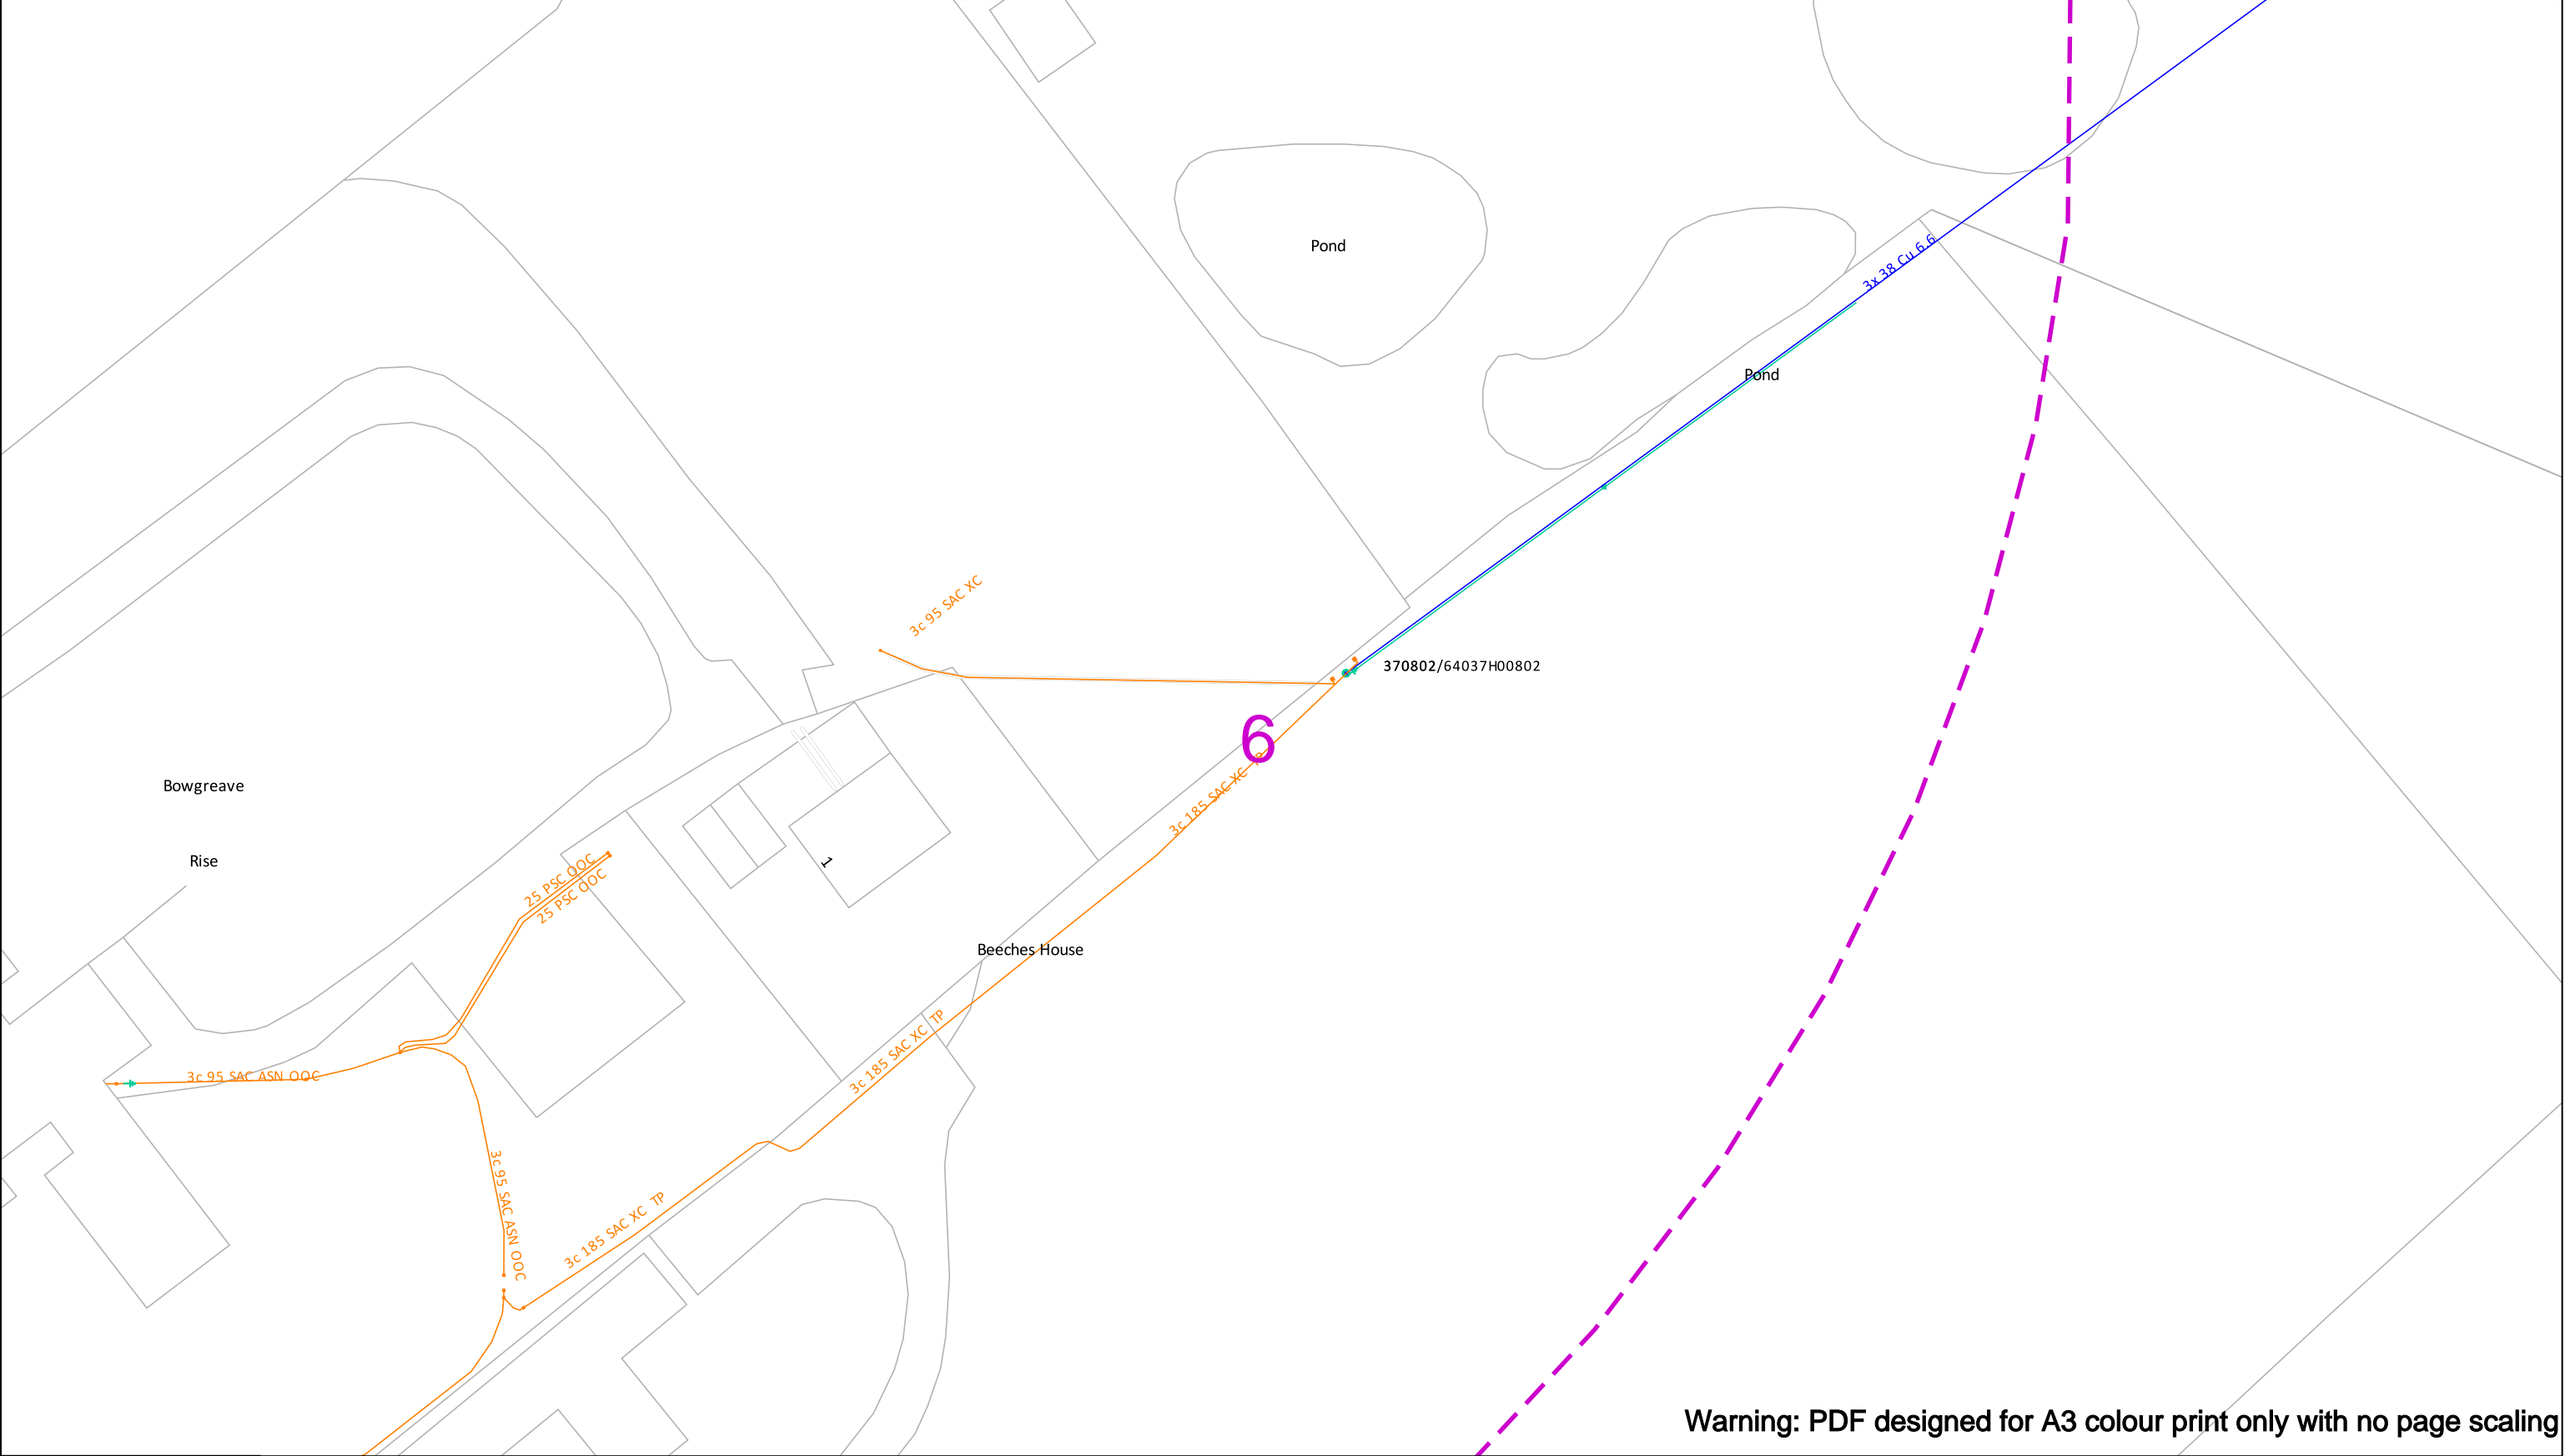 Pond
3x 38 Cu 6.6
Pond
3c 95 SAC XC
370802/64037H00802
6
3c 185 SAC XC TP
Bowgreave
Rise
25 PSC OOC
25 PSC OOC
1
Beeches House
3c 185 SAC XC TP
3c 95 SAC ASN OOC
3c 95 SAC ASN OOC
3c 185 SAC XC TP
Warning: PDF designed for A3 colour print only with no page scaling